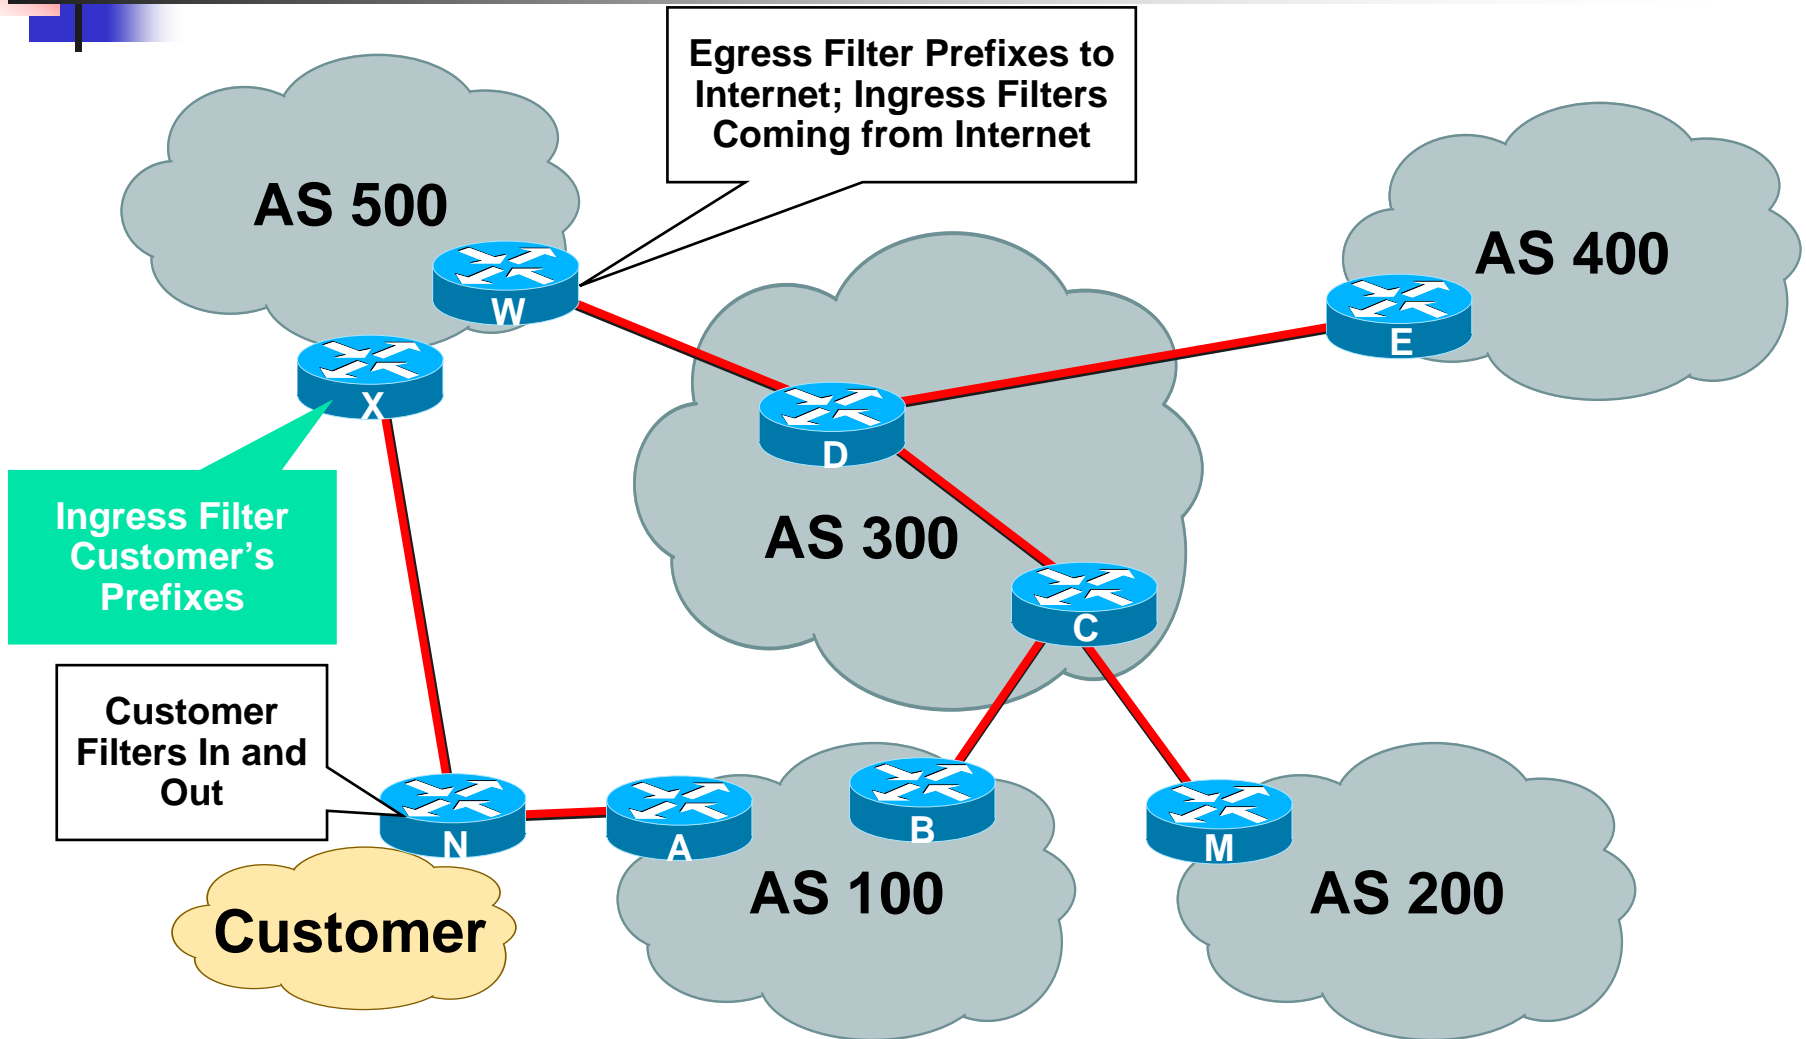 Egress Filter Prefixes to
Internet; Ingress Filters
Coming from Internet
AS 500
AS 400
W
E
X
D
Ingress Filter
Customer’s
Prefixes
AS 300
C
Customer
Filters In and
Out
N
A
B
M
AS 100
AS 200
Customer